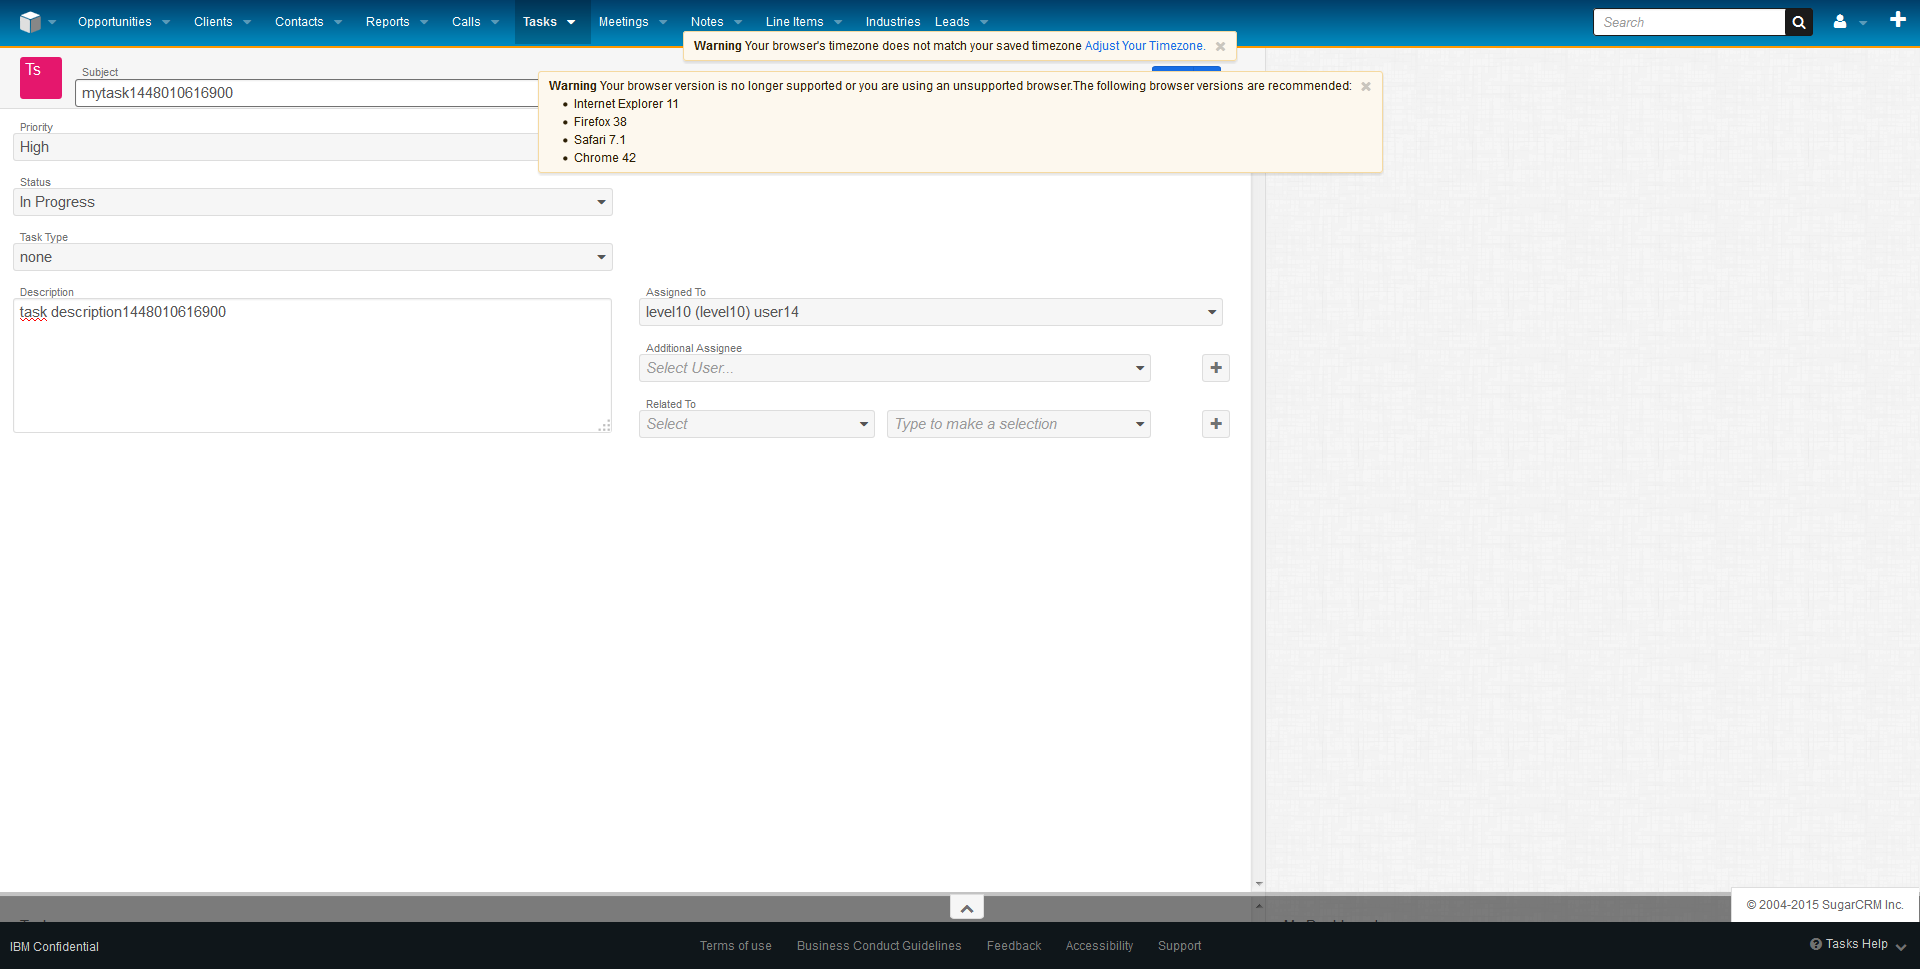 Opportunities Clients Contacts Reports Calls Tasks Meetings Notes Line Items Industries Leads Search
Warning Your browser's timezone does not match your saved timezone Adjust Your Timezone.
Ts
Subject
mytask1448010616900
Warning Your browser version is no longer supported or you are using an unsupported browser.The following browser versions are recommended:
Internet Explorer 11
Firefox 38
Safari 7.1
Chrome 42
Priority
High
Status
In Progress
Task Type
none
Description
task description1448010616900
Assigned To
level10 (level10) user14
Additional Assignee
Select User...
Related To
Select Type to make a selection
© 2004-2015 SugarCRM Inc.
IBM Confidential Terms of use Business Conduct Guidelines Feedback Accessibility Support Tasks Help